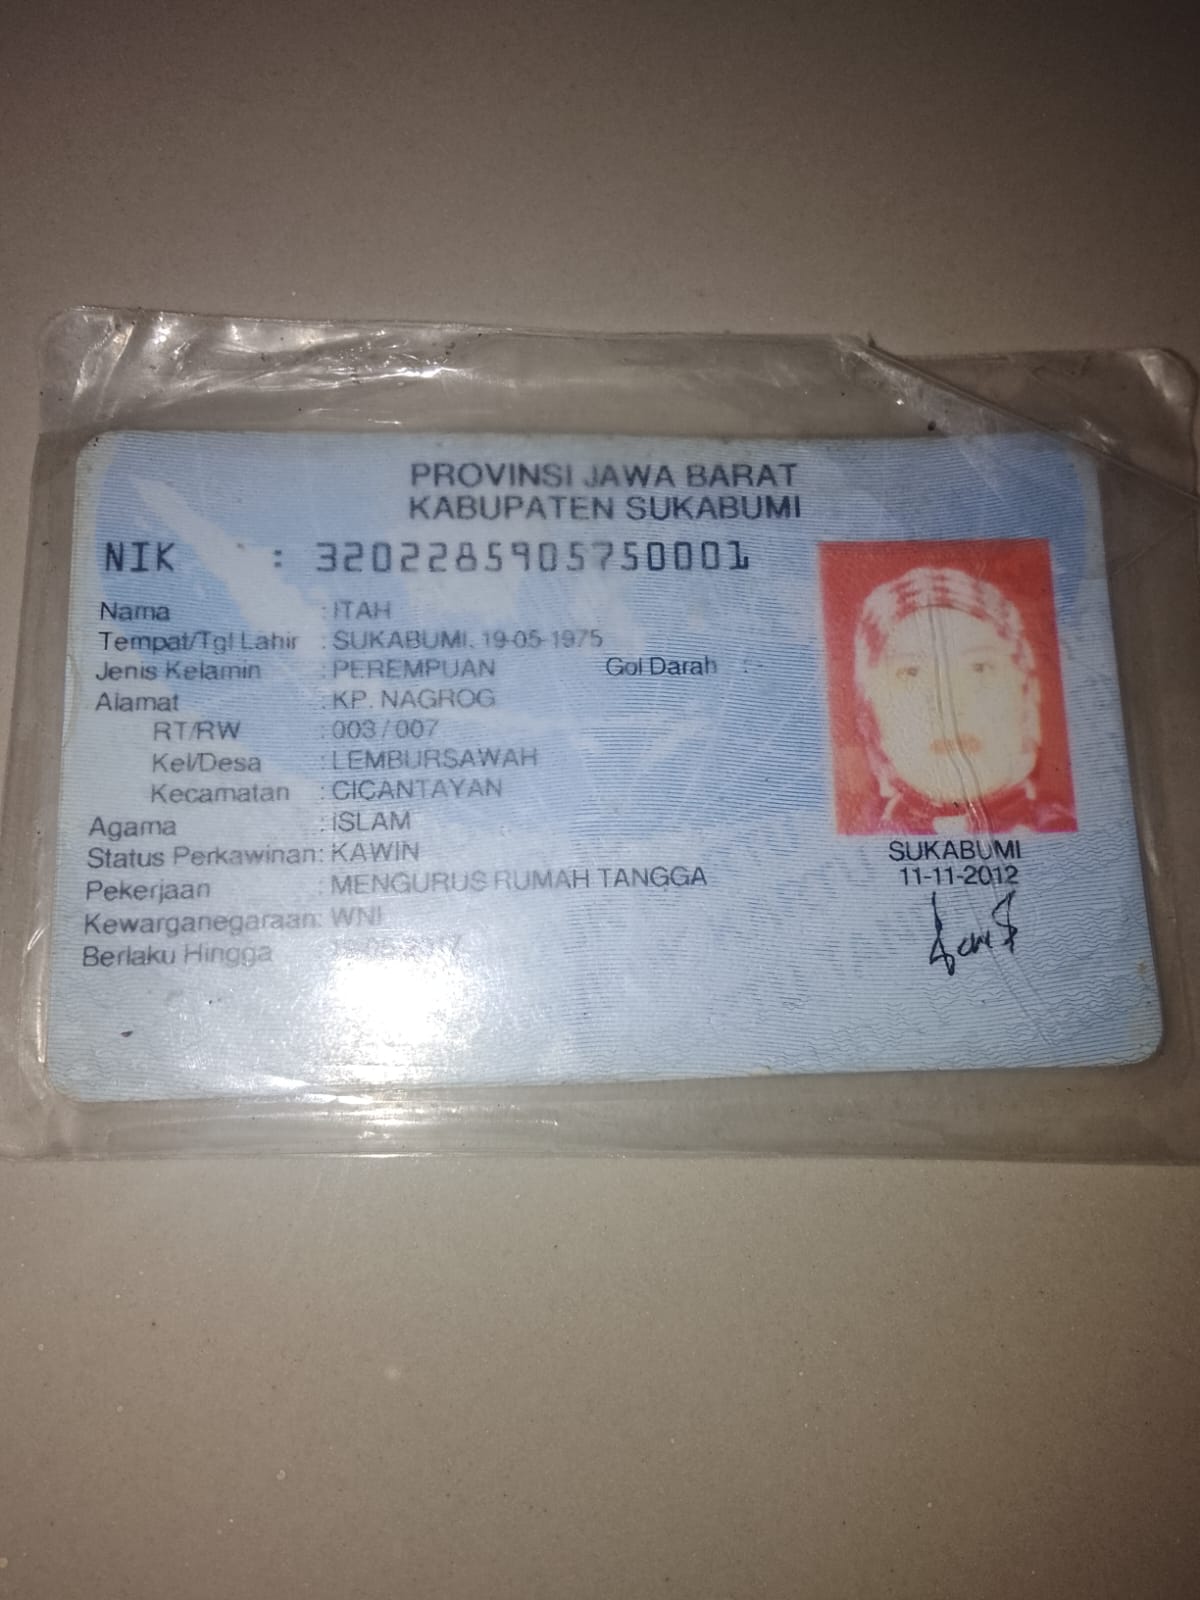 PROVINSI JAWA BARAT
KABUPATEN SUKABUMI
NIK : 3202285905750001
Nama : ITAH
Tempat/Tgl Lahir : SUKABUMI, 19-05-1975
Jenis Kelamin : PEREMPUAN Gol Darah : -
Alamat : KP. NAGROG
RT/RW : 003 / 007
Kel/Desa : LEMBURSAWAH
Kecamatan : CICANTAYAN
Agama : ISLAM
Status Perkawinan : KAWIN
Pekerjaan : MENGURUS RUMAH TANGGA
Kewarganegaraan : WNI
Berlaku Hingga
SUKABUMI
11-11-2012